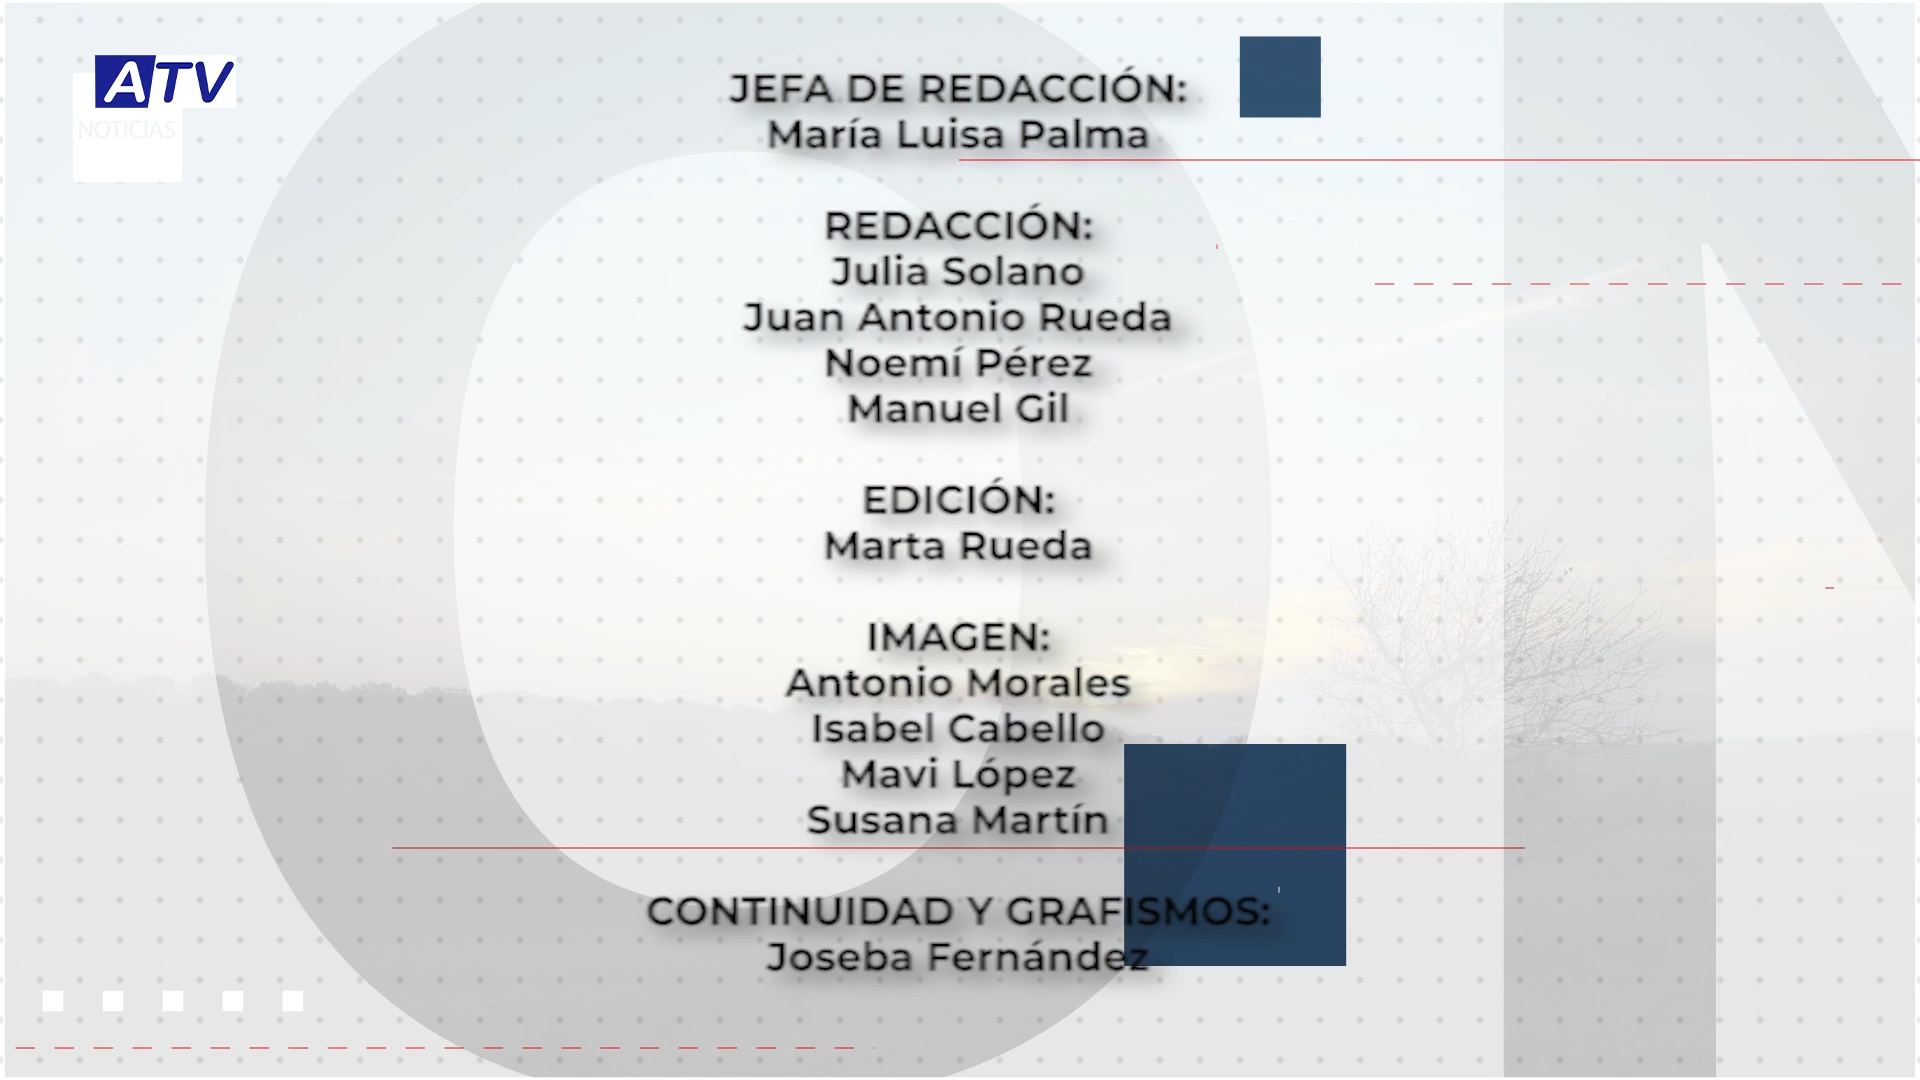 ATV
NOTICIAS
JEFA DE REDACCIÓN:
María Luisa Palma
REDACCIÓN:
Julia Solano
Juan Antonio Rueda
Noemí Pérez
Manuel Gil
EDICIÓN:
Marta Rueda
IMAGEN:
Antonio Morales
Isabel Cabello
Mavi López
Susana Martín
CONTINUIDAD Y GRAFISMOS:
Joseba Fernández